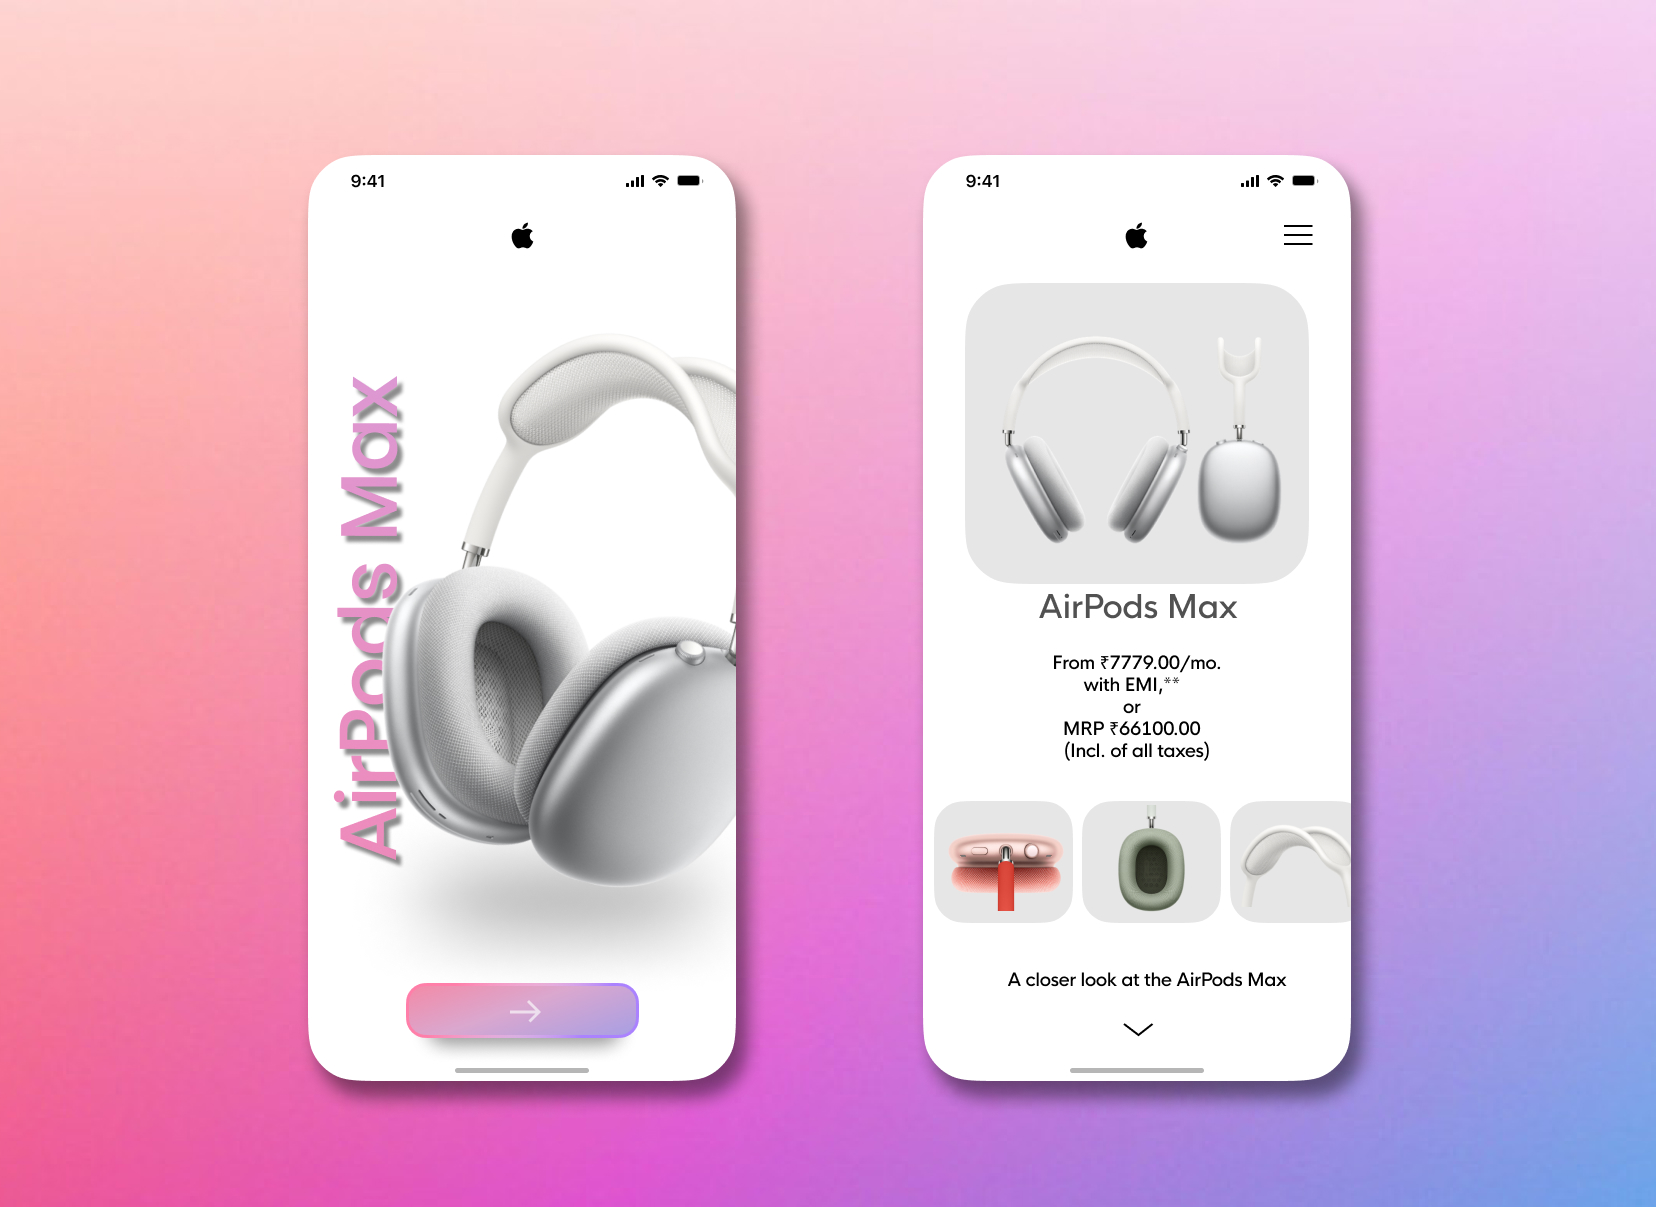 9:41
AirPods Max
9:41
AirPods Max
From ₹7779.00/mo.
with EMI,**
or
MRP ₹66100.00
(Incl. of all taxes)
A closer look at the AirPods Max